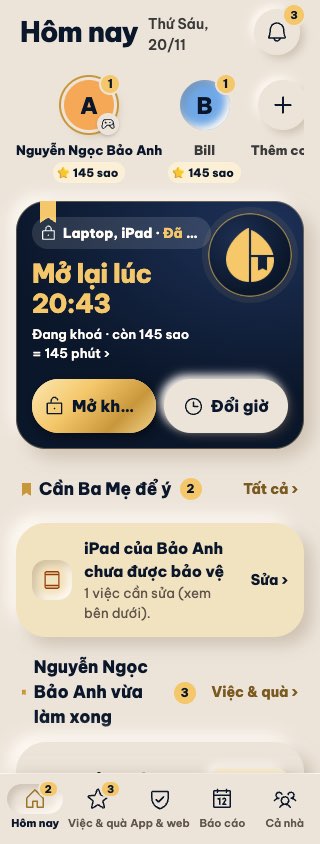 Hôm nay
Thứ Sáu,
20/11
3
A
1
B
1
Nguyễn Ngọc Bảo Anh
Bill
Thêm co
145 sao
145 sao
Laptop, iPad · Đã ...
Mở lại lúc
20:43
Đang khoá · còn 145 sao
= 145 phút ›
Mở kh...
Đổi giờ
Cần Ba Mẹ để ý
2
Tất cả ›
iPad của Bảo Anh
chưa được bảo vệ
1 việc cần sửa (xem
bên dưới).
Sửa ›
Nguyễn Ngọc
Bảo Anh vừa
làm xong
3
Việc & quà ›
2
3
12
Hôm nay
Việc & quà
App & web
Báo cáo
Cả nhà